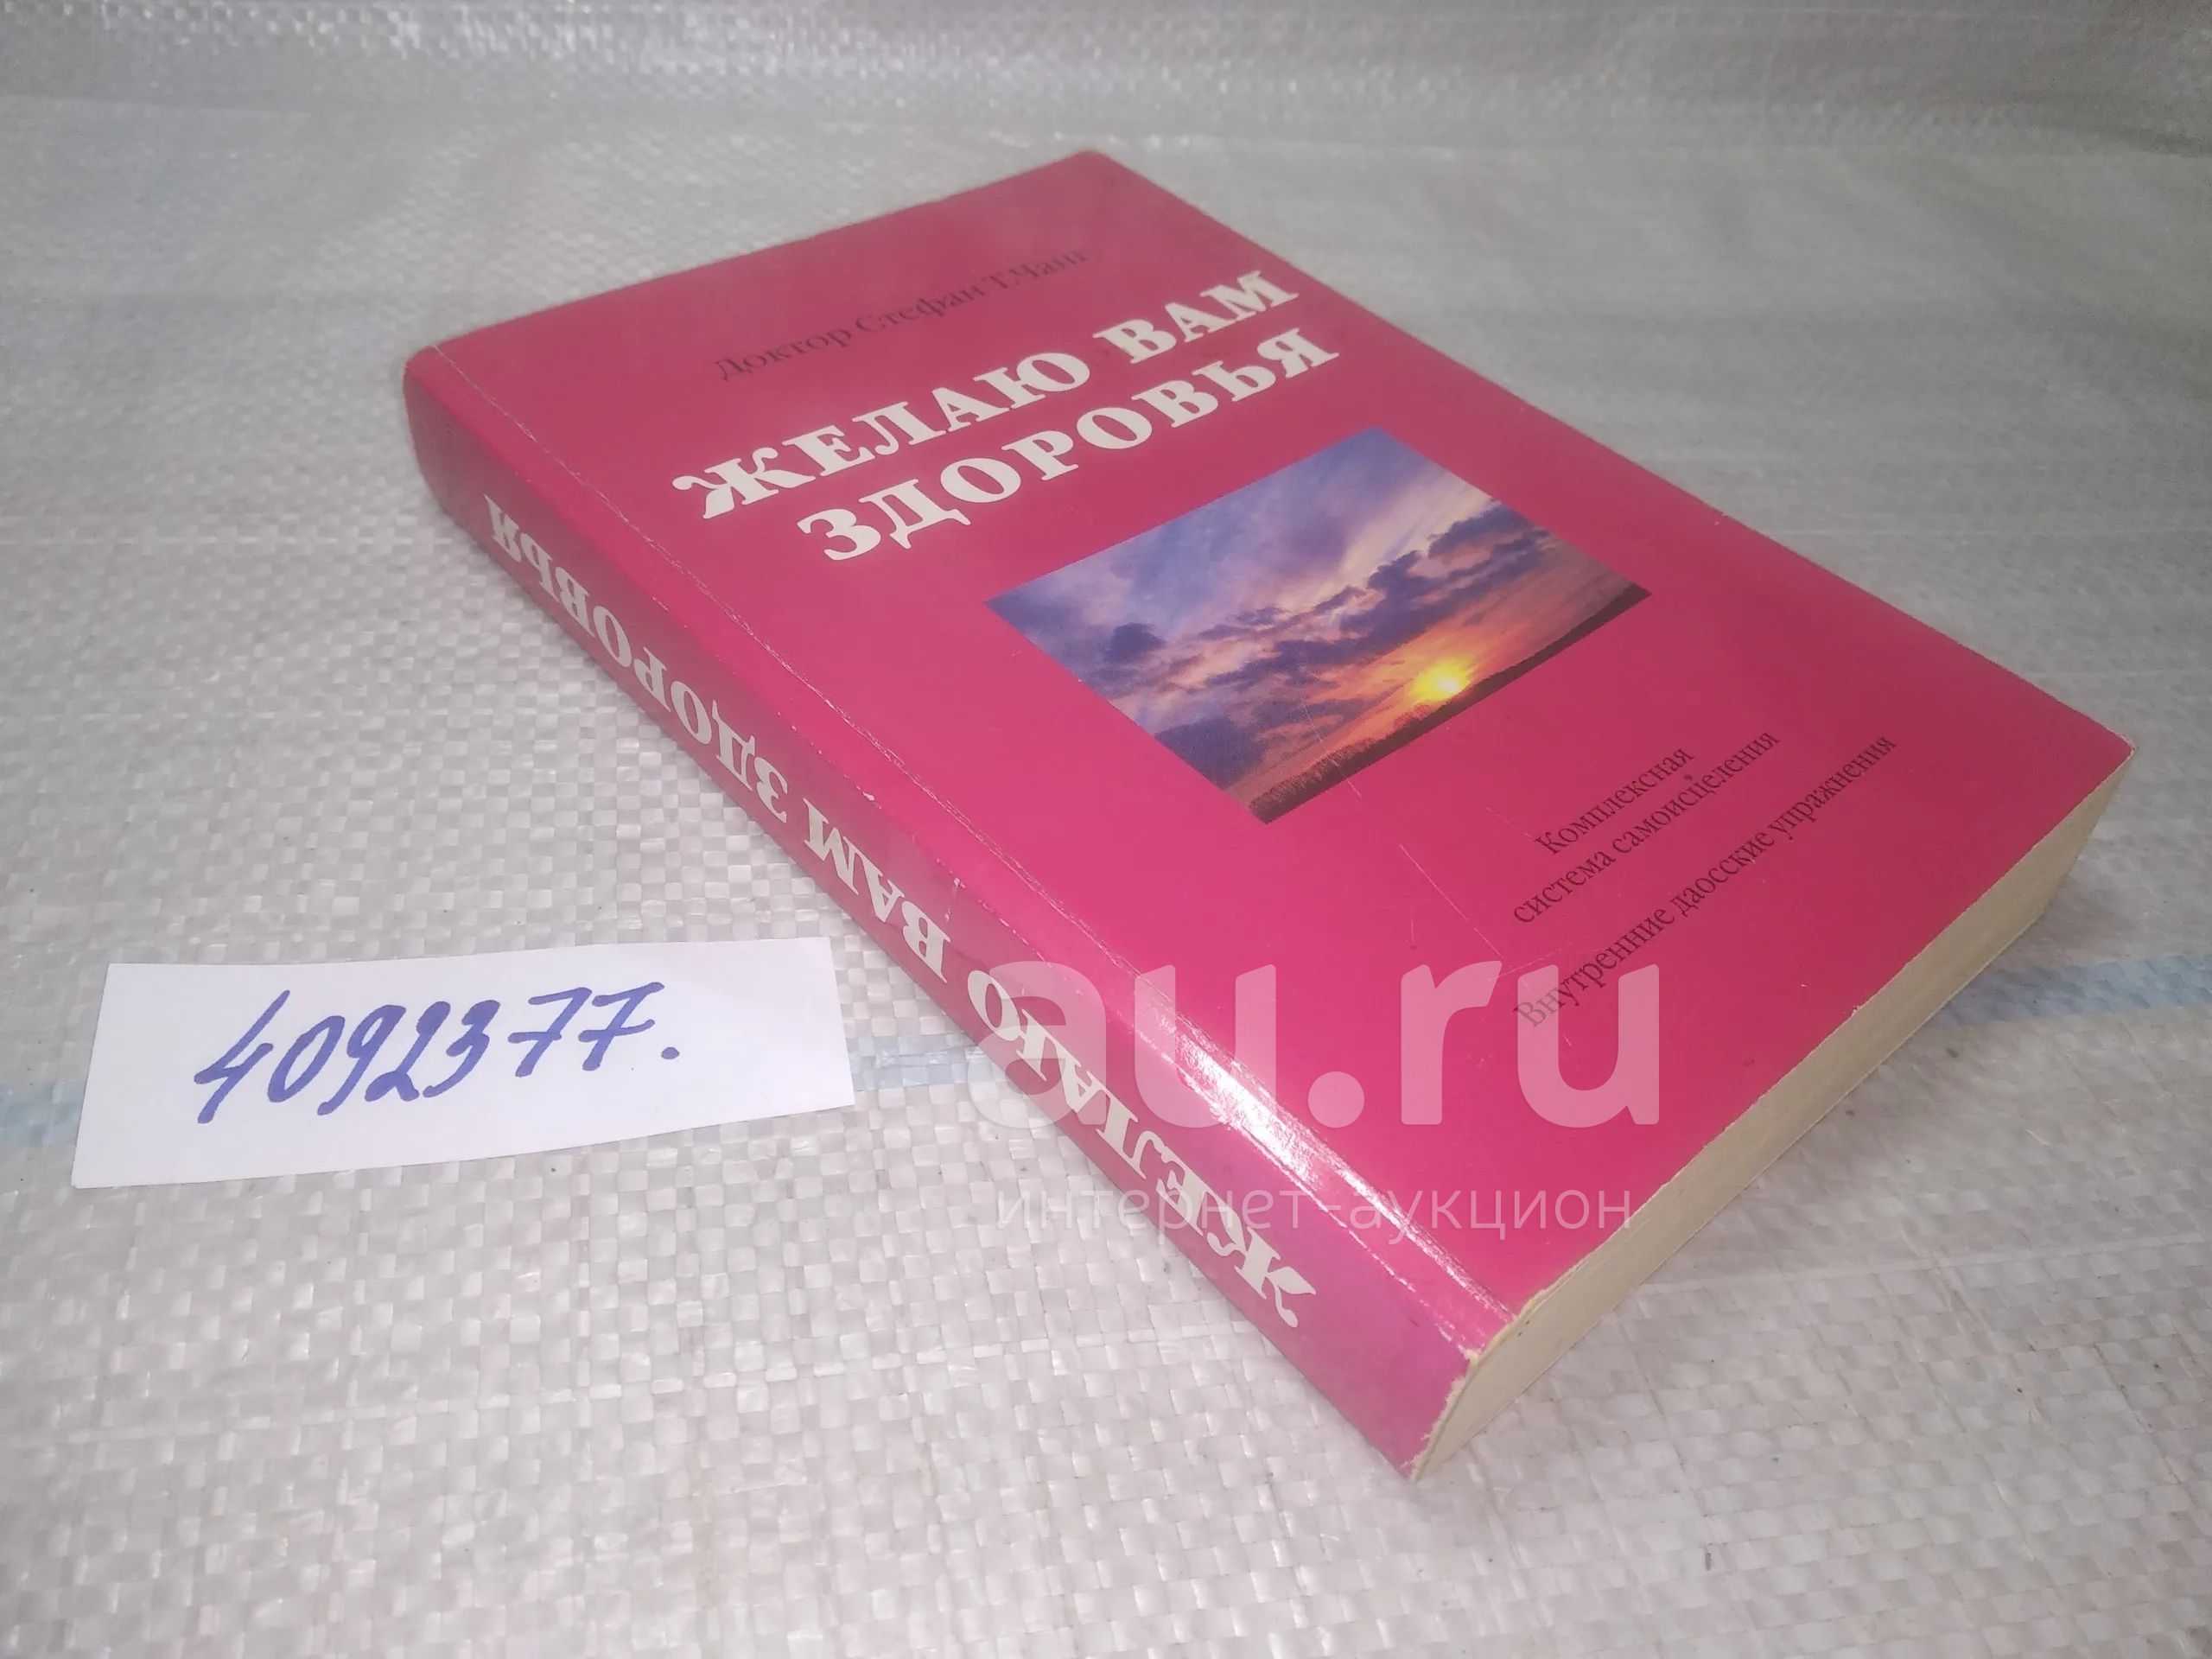 Доктор Стефан Т.Чанг
ЖЕЛАЮ ВАМ
ЗДОРОВЬЯ
Комплексная
система самоисцеления
Внутренние даосские упражнения
ЖЕЛАЮ ВАМ ЗДОРОВЬЯ
4092377.
au.ru
интернет-аукцион